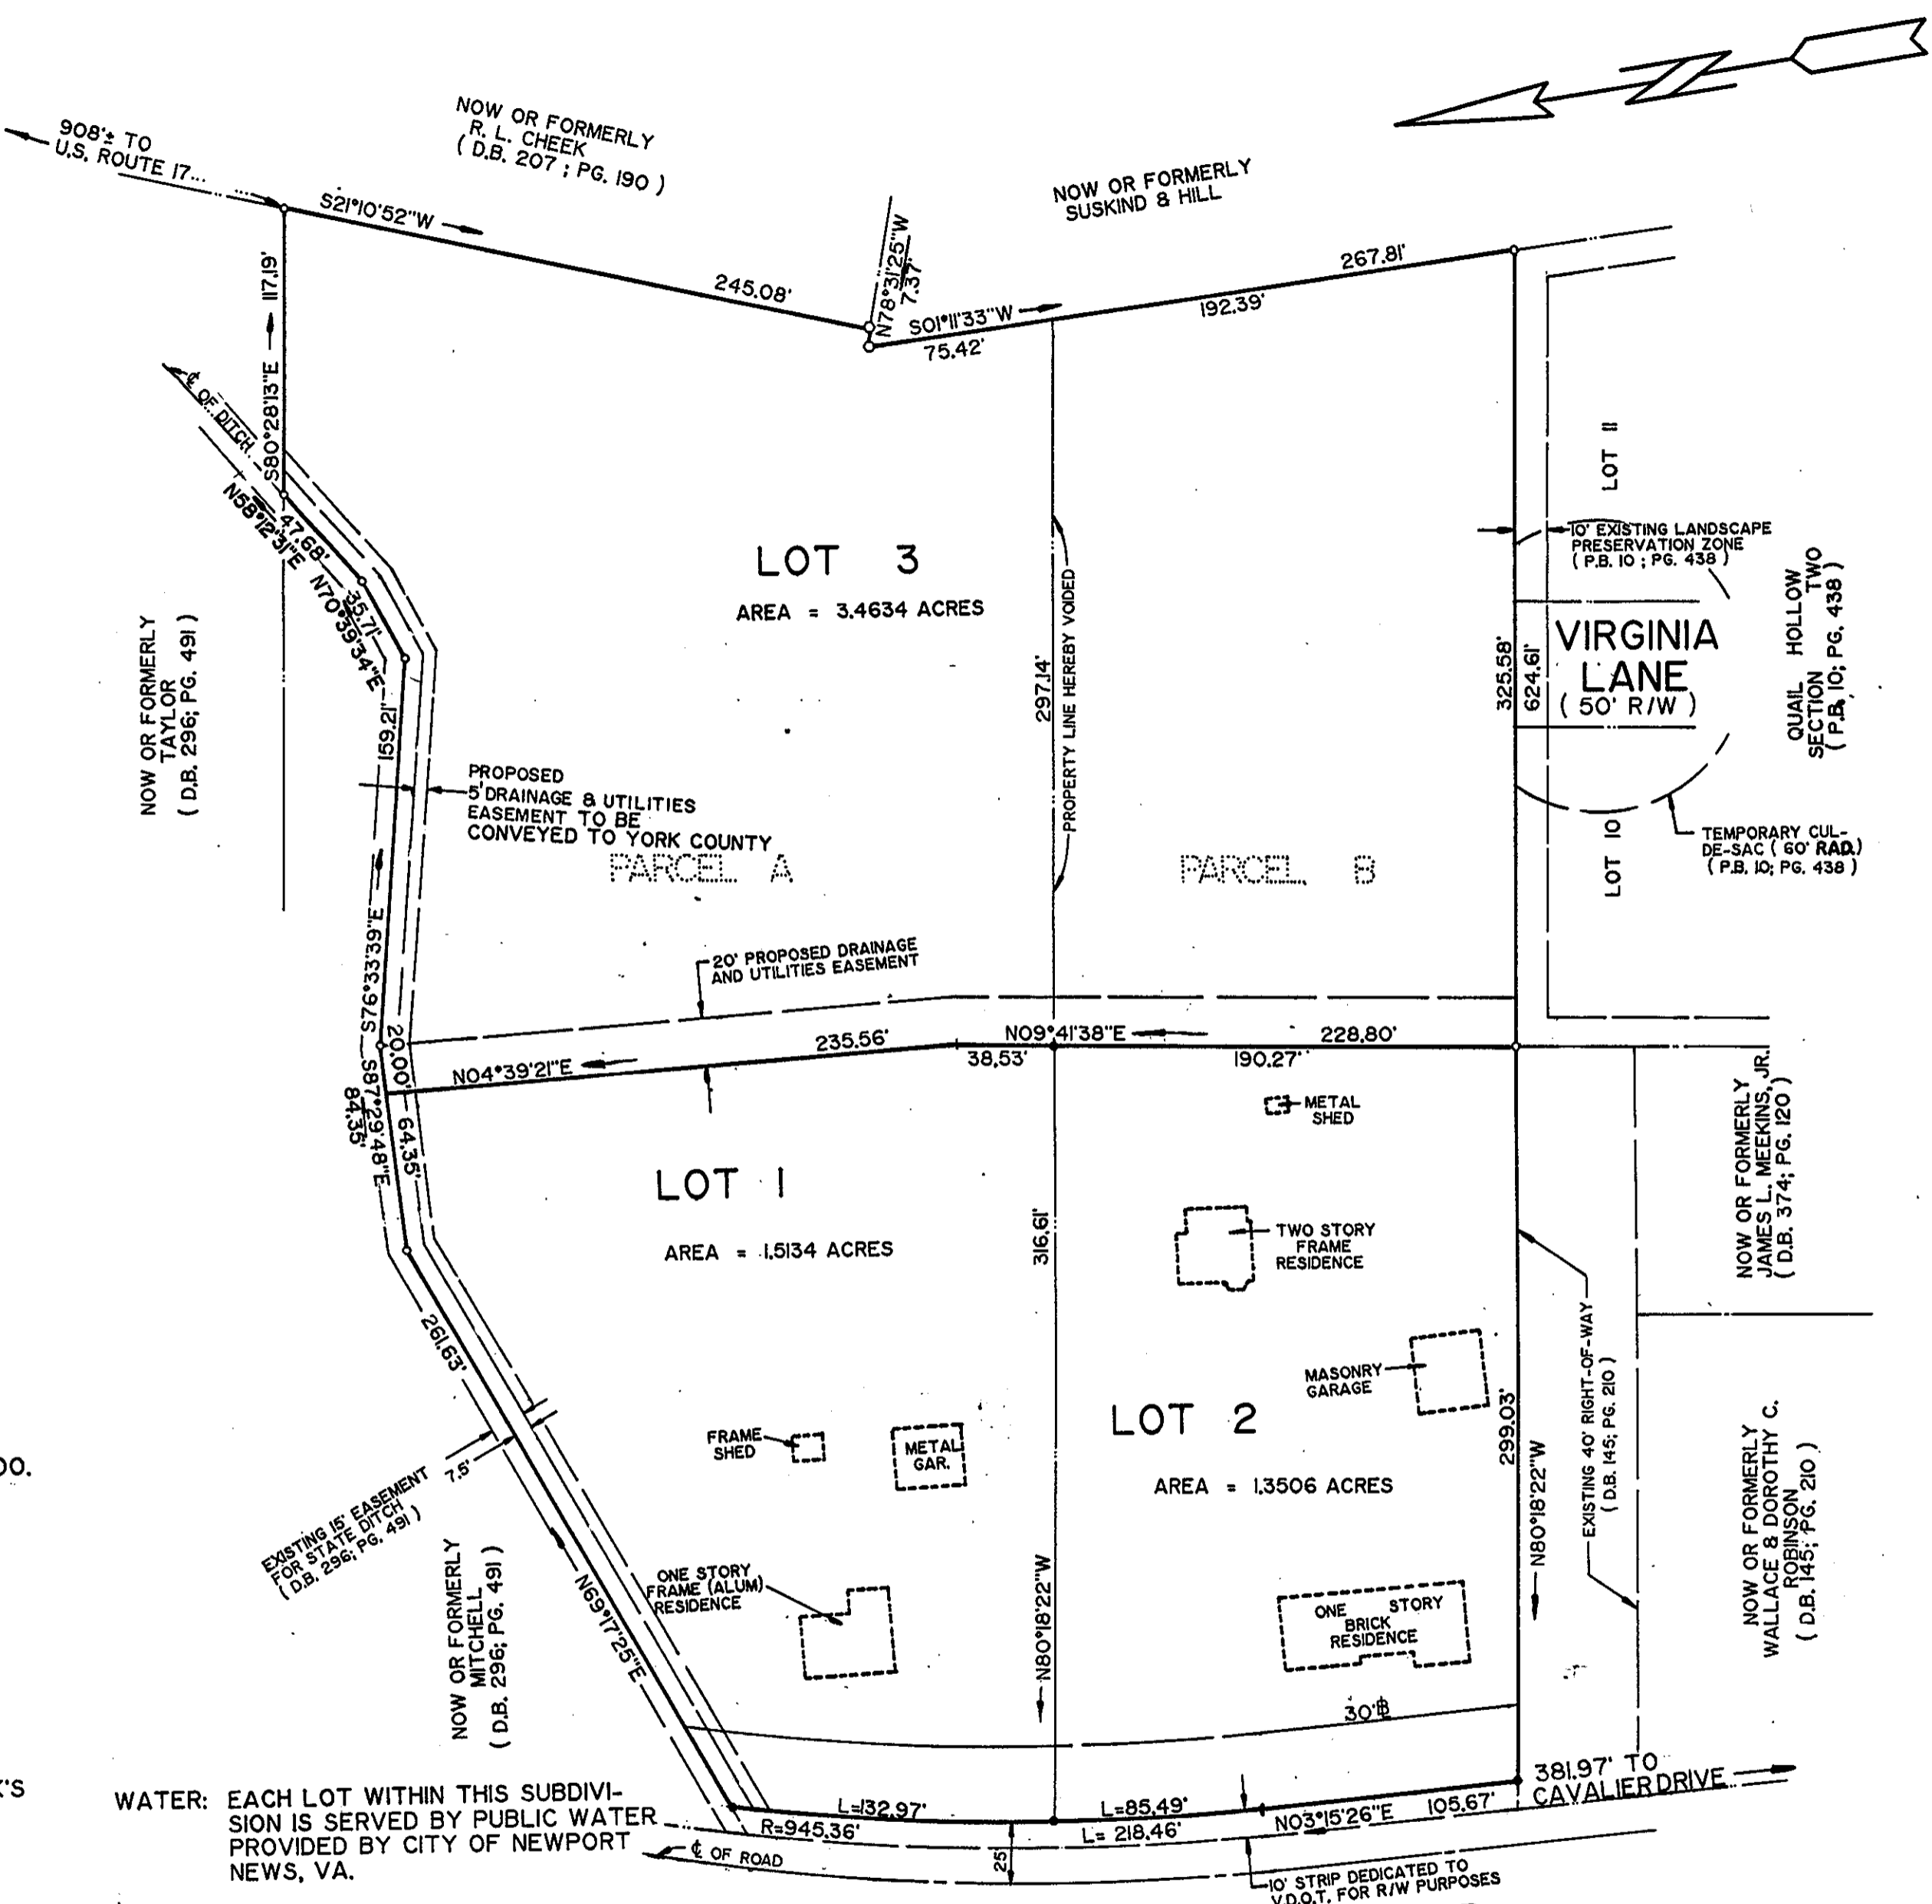 908'± TO
U.S. ROUTE 17...
NOW OR FORMERLY
R. L. CHEEK
( D.B. 207 ; PG. 190 )
NOW OR FORMERLY
SUSKIND & HILL
S21°10'52"W
245.08'
N78°31'25"W
7.37'
S01°11'33"W
75.42'
267.81'
192.39'
S80°28'13"E
117.19'
℄ OF DITCH
N58°12'31"E
47.68'
N70°39'34"E
35.71'
159.21'
S76°33'39"E
NOW OR FORMERLY
TAYLOR
( D.B. 296; PG. 491 )
LOT 3
AREA = 3.4634 ACRES
297.14'
PROPERTY LINE HEREBY VOIDED
325.58'
624.61'
LOT 11
10' EXISTING LANDSCAPE
PRESERVATION ZONE
( P.B. 10 ; PG. 438 )
VIRGINIA
LANE
( 50' R/W )
QUAIL HOLLOW
SECTION TWO
( P.B. 10; PG. 438 )
LOT 10
TEMPORARY CUL-
DE-SAC ( 60' RAD.)
( P.B. 10; PG. 438 )
PROPOSED
5' DRAINAGE & UTILITIES
EASEMENT TO BE
CONVEYED TO YORK COUNTY
PARCEL A
PARCEL B
20' PROPOSED DRAINAGE
AND UTILITIES EASEMENT
N04°39'21"E
235.56'
N09°41'38"E
38.53'
228.80'
190.27'
20.00'
S87°29'48"E
84.35'
64.35'
METAL
SHED
LOT 1
AREA = 1.5134 ACRES
316.61'
N80°18'22"W
TWO STORY
FRAME
RESIDENCE
MASONRY
GARAGE
LOT 2
AREA = 1.3506 ACRES
299.03'
N80°18'22"W
EXISTING 40' RIGHT-OF-WAY
( D.B. 145; PG. 210 )
NOW OR FORMERLY
JAMES L. MEEKINS, JR.
( D.B. 374; PG. 120 )
NOW OR FORMERLY
WALLACE & DOROTHY C.
ROBINSON
( D.B. 145; PG. 210 )
261.63'
N69°17'25"E
EXISTING 15' EASEMENT
FOR STATE DITCH
( D.B. 296; PG. 491 )
7.5'
NOW OR FORMERLY
MITCHELL
( D.B. 296; PG. 491 )
FRAME
SHED
METAL
GAR.
ONE STORY
FRAME (ALUM)
RESIDENCE
ONE STORY
BRICK
RESIDENCE
30' BL
L=132.97'
R=945.36'
L=85.49'
L= 218.46'
N03°15'26"E
105.67'
381.97' TO
CAVALIER DRIVE
25'
℄ OF ROAD
10' STRIP DEDICATED TO
V.D.O.T. FOR R/W PURPOSES
OO.
'S
WATER: EACH LOT WITHIN THIS SUBDIVI-
SION IS SERVED BY PUBLIC WATER
PROVIDED BY CITY OF NEWPORT
NEWS, VA.